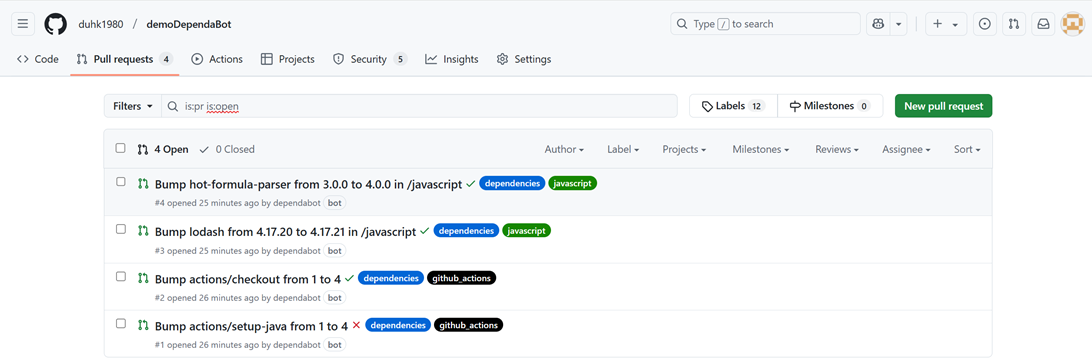 duhk1980 / demoDependaBot Type / to search
Code Pull requests 4 Actions Projects Security 5 Insights Settings
Filters is:pr is:open Labels 12 Milestones 0 New pull request
4 Open 0 Closed Author Label Projects Milestones Reviews Assignee Sort
Bump hot-formula-parser from 3.0.0 to 4.0.0 in /javascript dependencies javascript
#4 opened 25 minutes ago by dependabot bot
Bump lodash from 4.17.20 to 4.17.21 in /javascript dependencies javascript
#3 opened 25 minutes ago by dependabot bot
Bump actions/checkout from 1 to 4 dependencies github_actions
#2 opened 26 minutes ago by dependabot bot
Bump actions/setup-java from 1 to 4 dependencies github_actions
#1 opened 26 minutes ago by dependabot bot